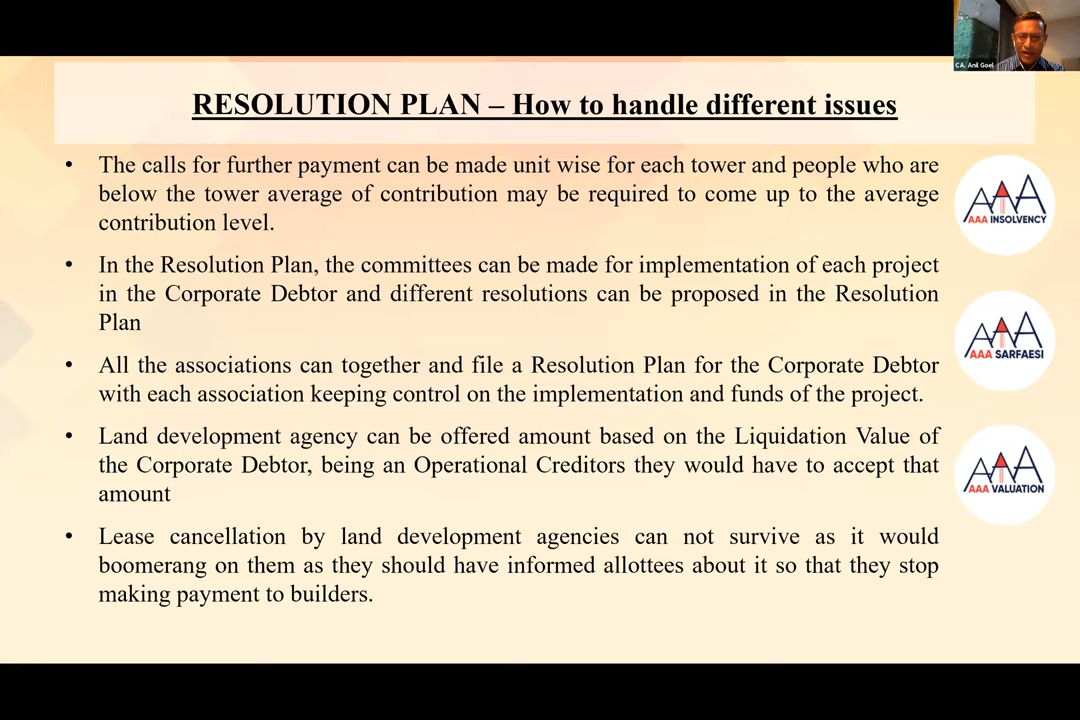 CA. Anil Goel
RESOLUTION PLAN – How to handle different issues
• The calls for further payment can be made unit wise for each tower and people who are
below the tower average of contribution may be required to come up to the average
contribution level.
• In the Resolution Plan, the committees can be made for implementation of each project
in the Corporate Debtor and different resolutions can be proposed in the Resolution
Plan
• All the associations can together and file a Resolution Plan for the Corporate Debtor
with each association keeping control on the implementation and funds of the project.
• Land development agency can be offered amount based on the Liquidation Value of
the Corporate Debtor, being an Operational Creditors they would have to accept that
amount
• Lease cancellation by land development agencies can not survive as it would
boomerang on them as they should have informed allottees about it so that they stop
making payment to builders.
AAA
AAA INSOLVENCY
AAA
AAA SARFAESI
AAA
AAA VALUATION